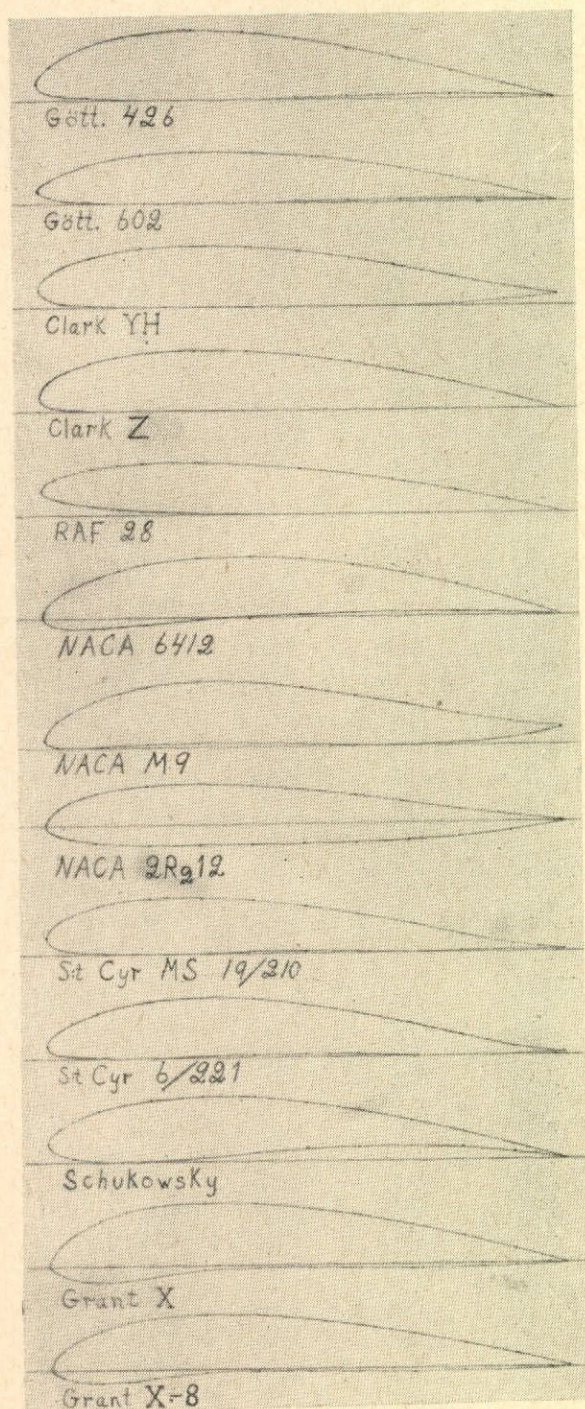 Gött. 426
Gött. 602
Clark YH
Clark Z
RAF 28
NACA 6412
NACA M9
NACA 2R₂12
St Cyr MS 19/210
St Cyr 6/221
Schukowsky
Grant X
Grant X-8